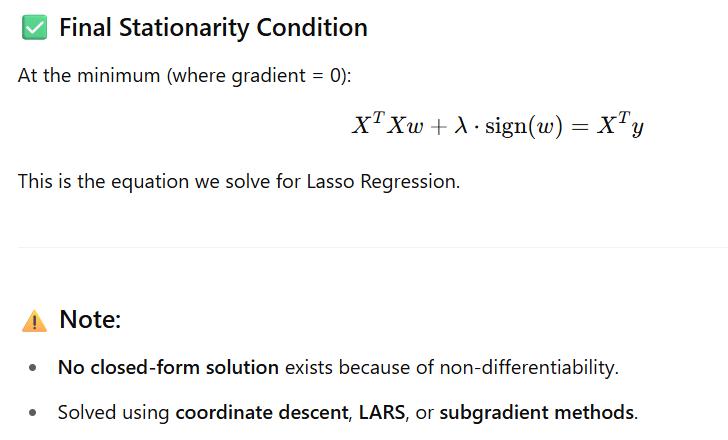 ✅ Final Stationarity Condition
At the minimum (where gradient = 0):
X^T Xw + λ · sign(w) = X^T y
This is the equation we solve for Lasso Regression.
⚠️ Note:
• No closed-form solution exists because of non-differentiability.
• Solved using coordinate descent, LARS, or subgradient methods.